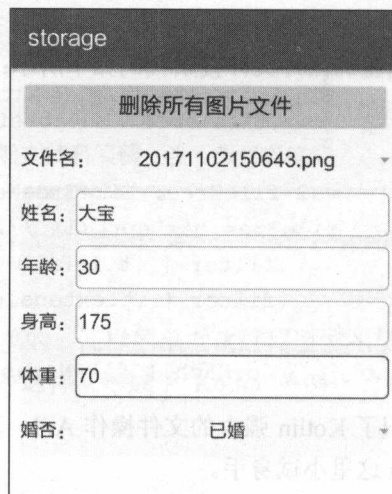 storage
删除所有图片文件
文件名： 20171102150643.png
姓名： 大宝
年龄： 30
身高： 175
体重： 70
婚否： 已婚